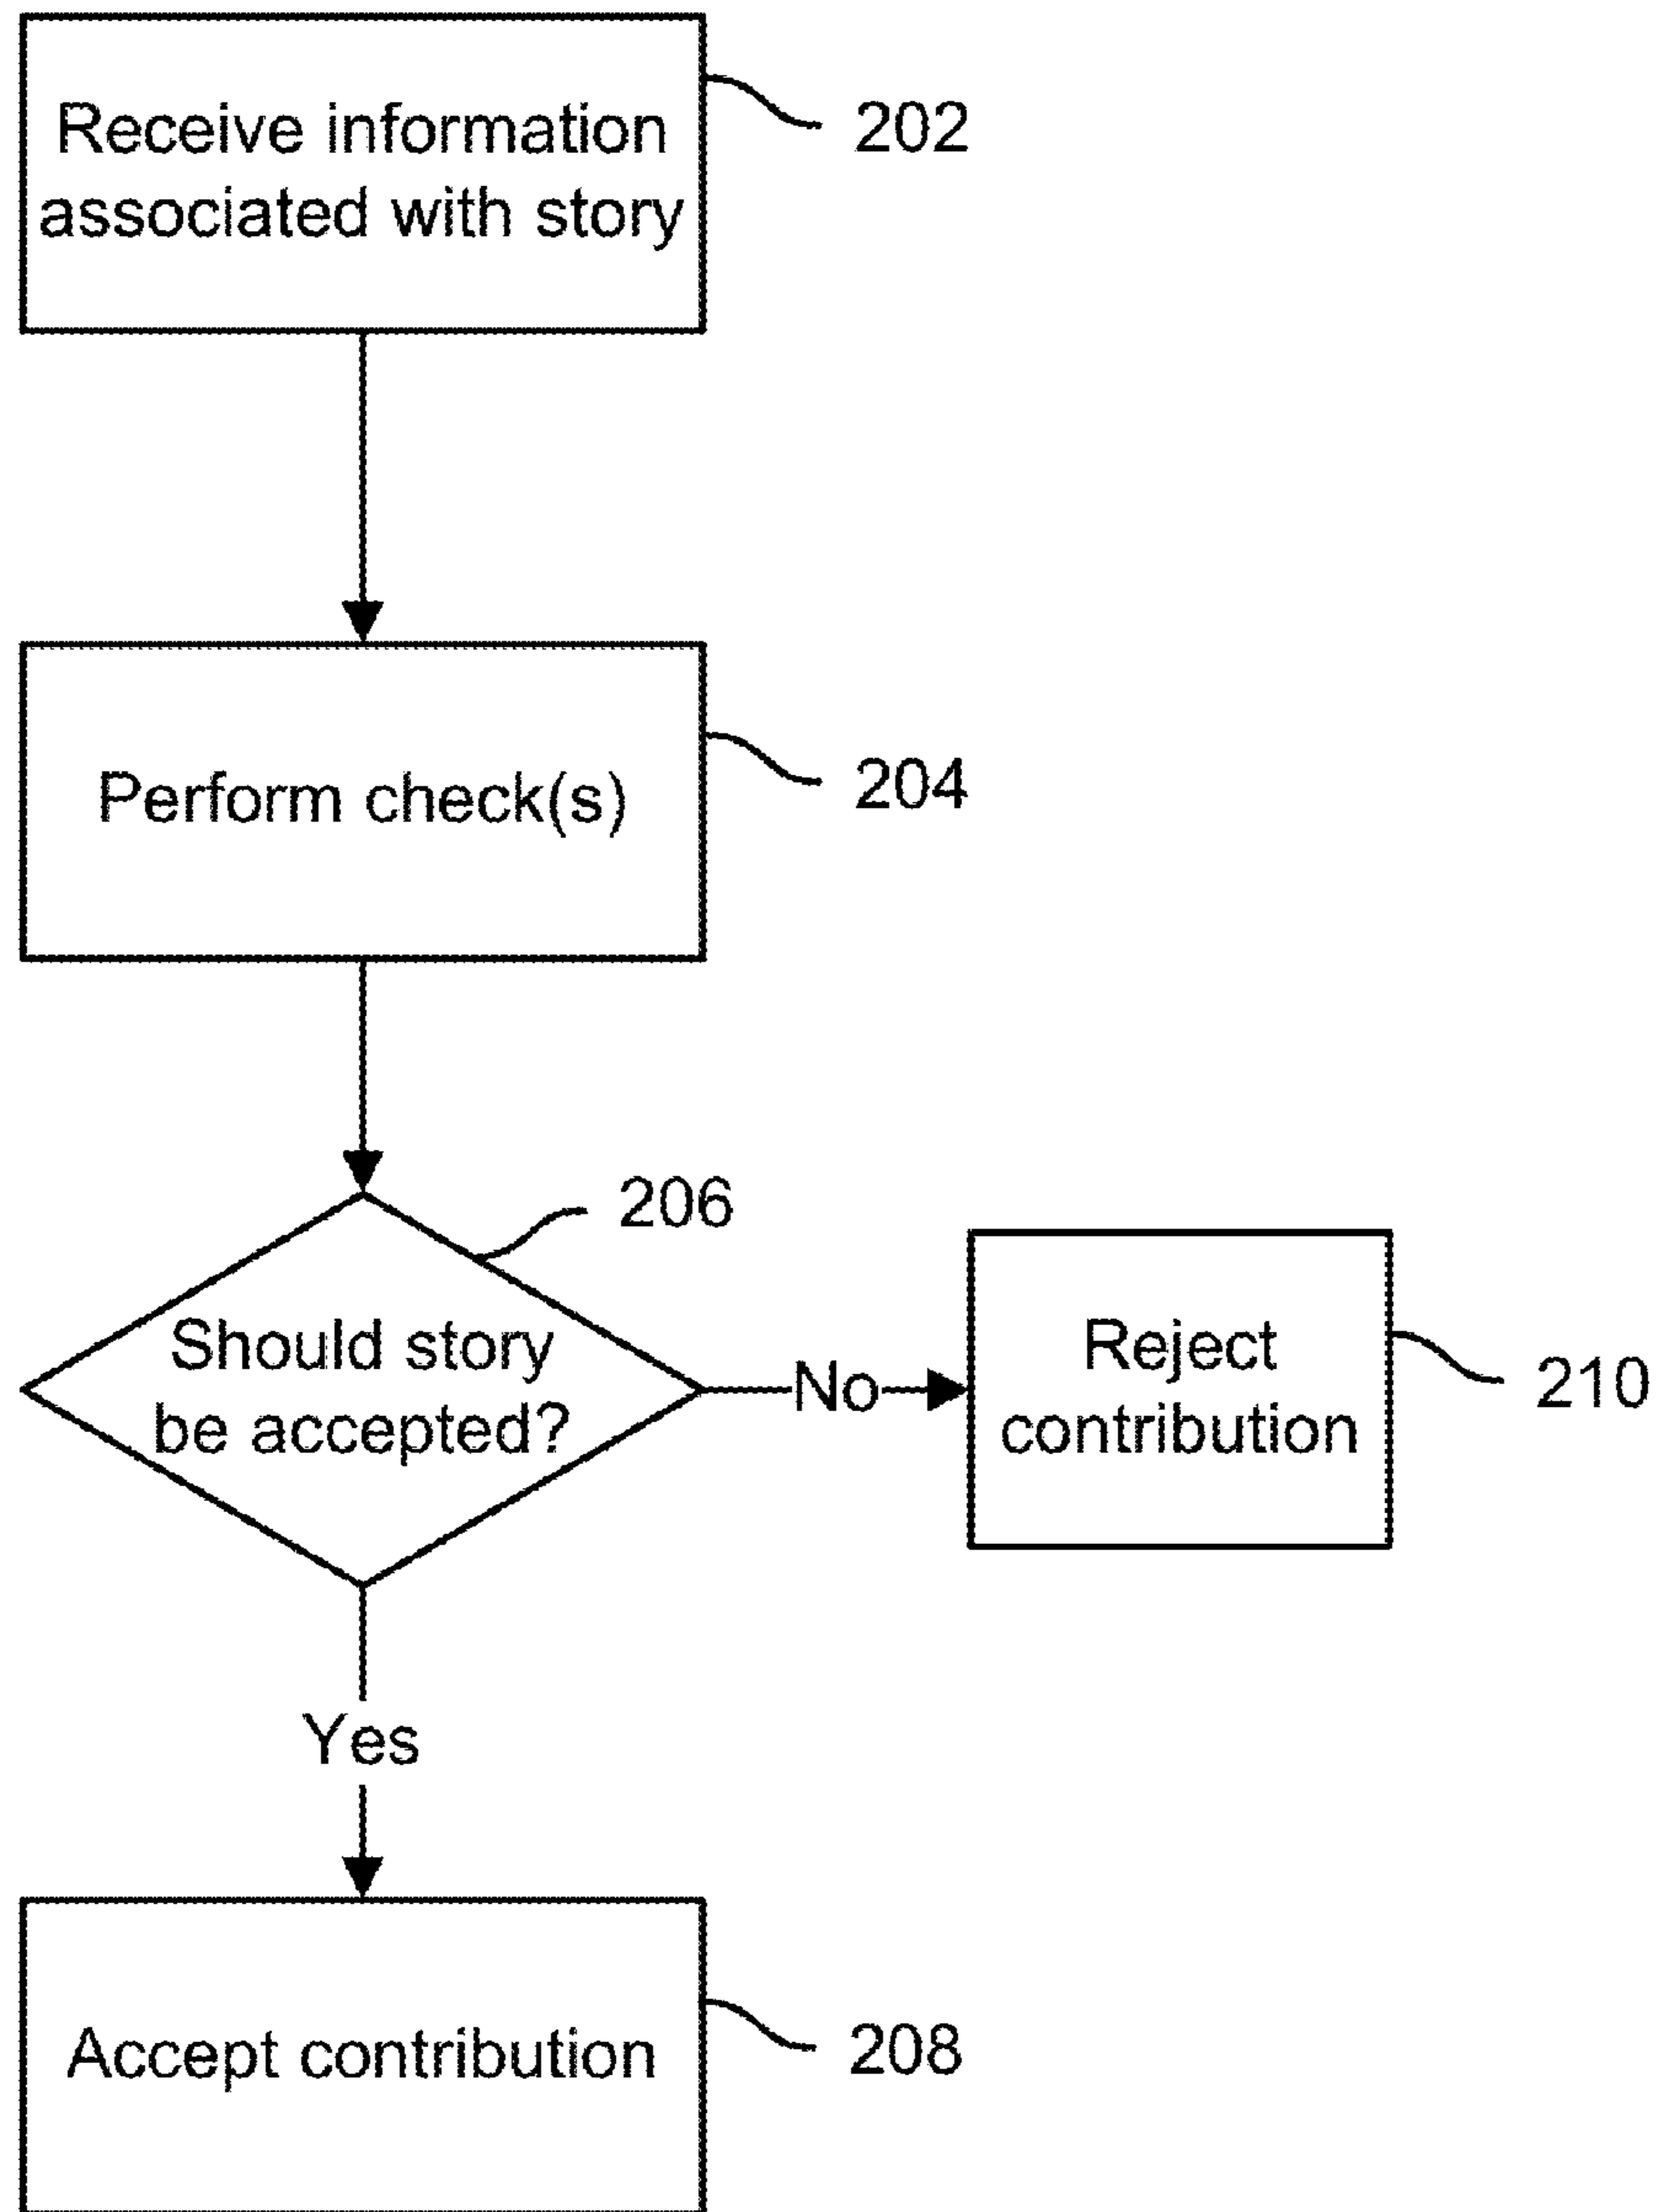 Receive information
associated with story
202
Perform check(s)
204
206
Should story
be accepted?
No
Reject
contribution
210
Yes
Accept contribution
208